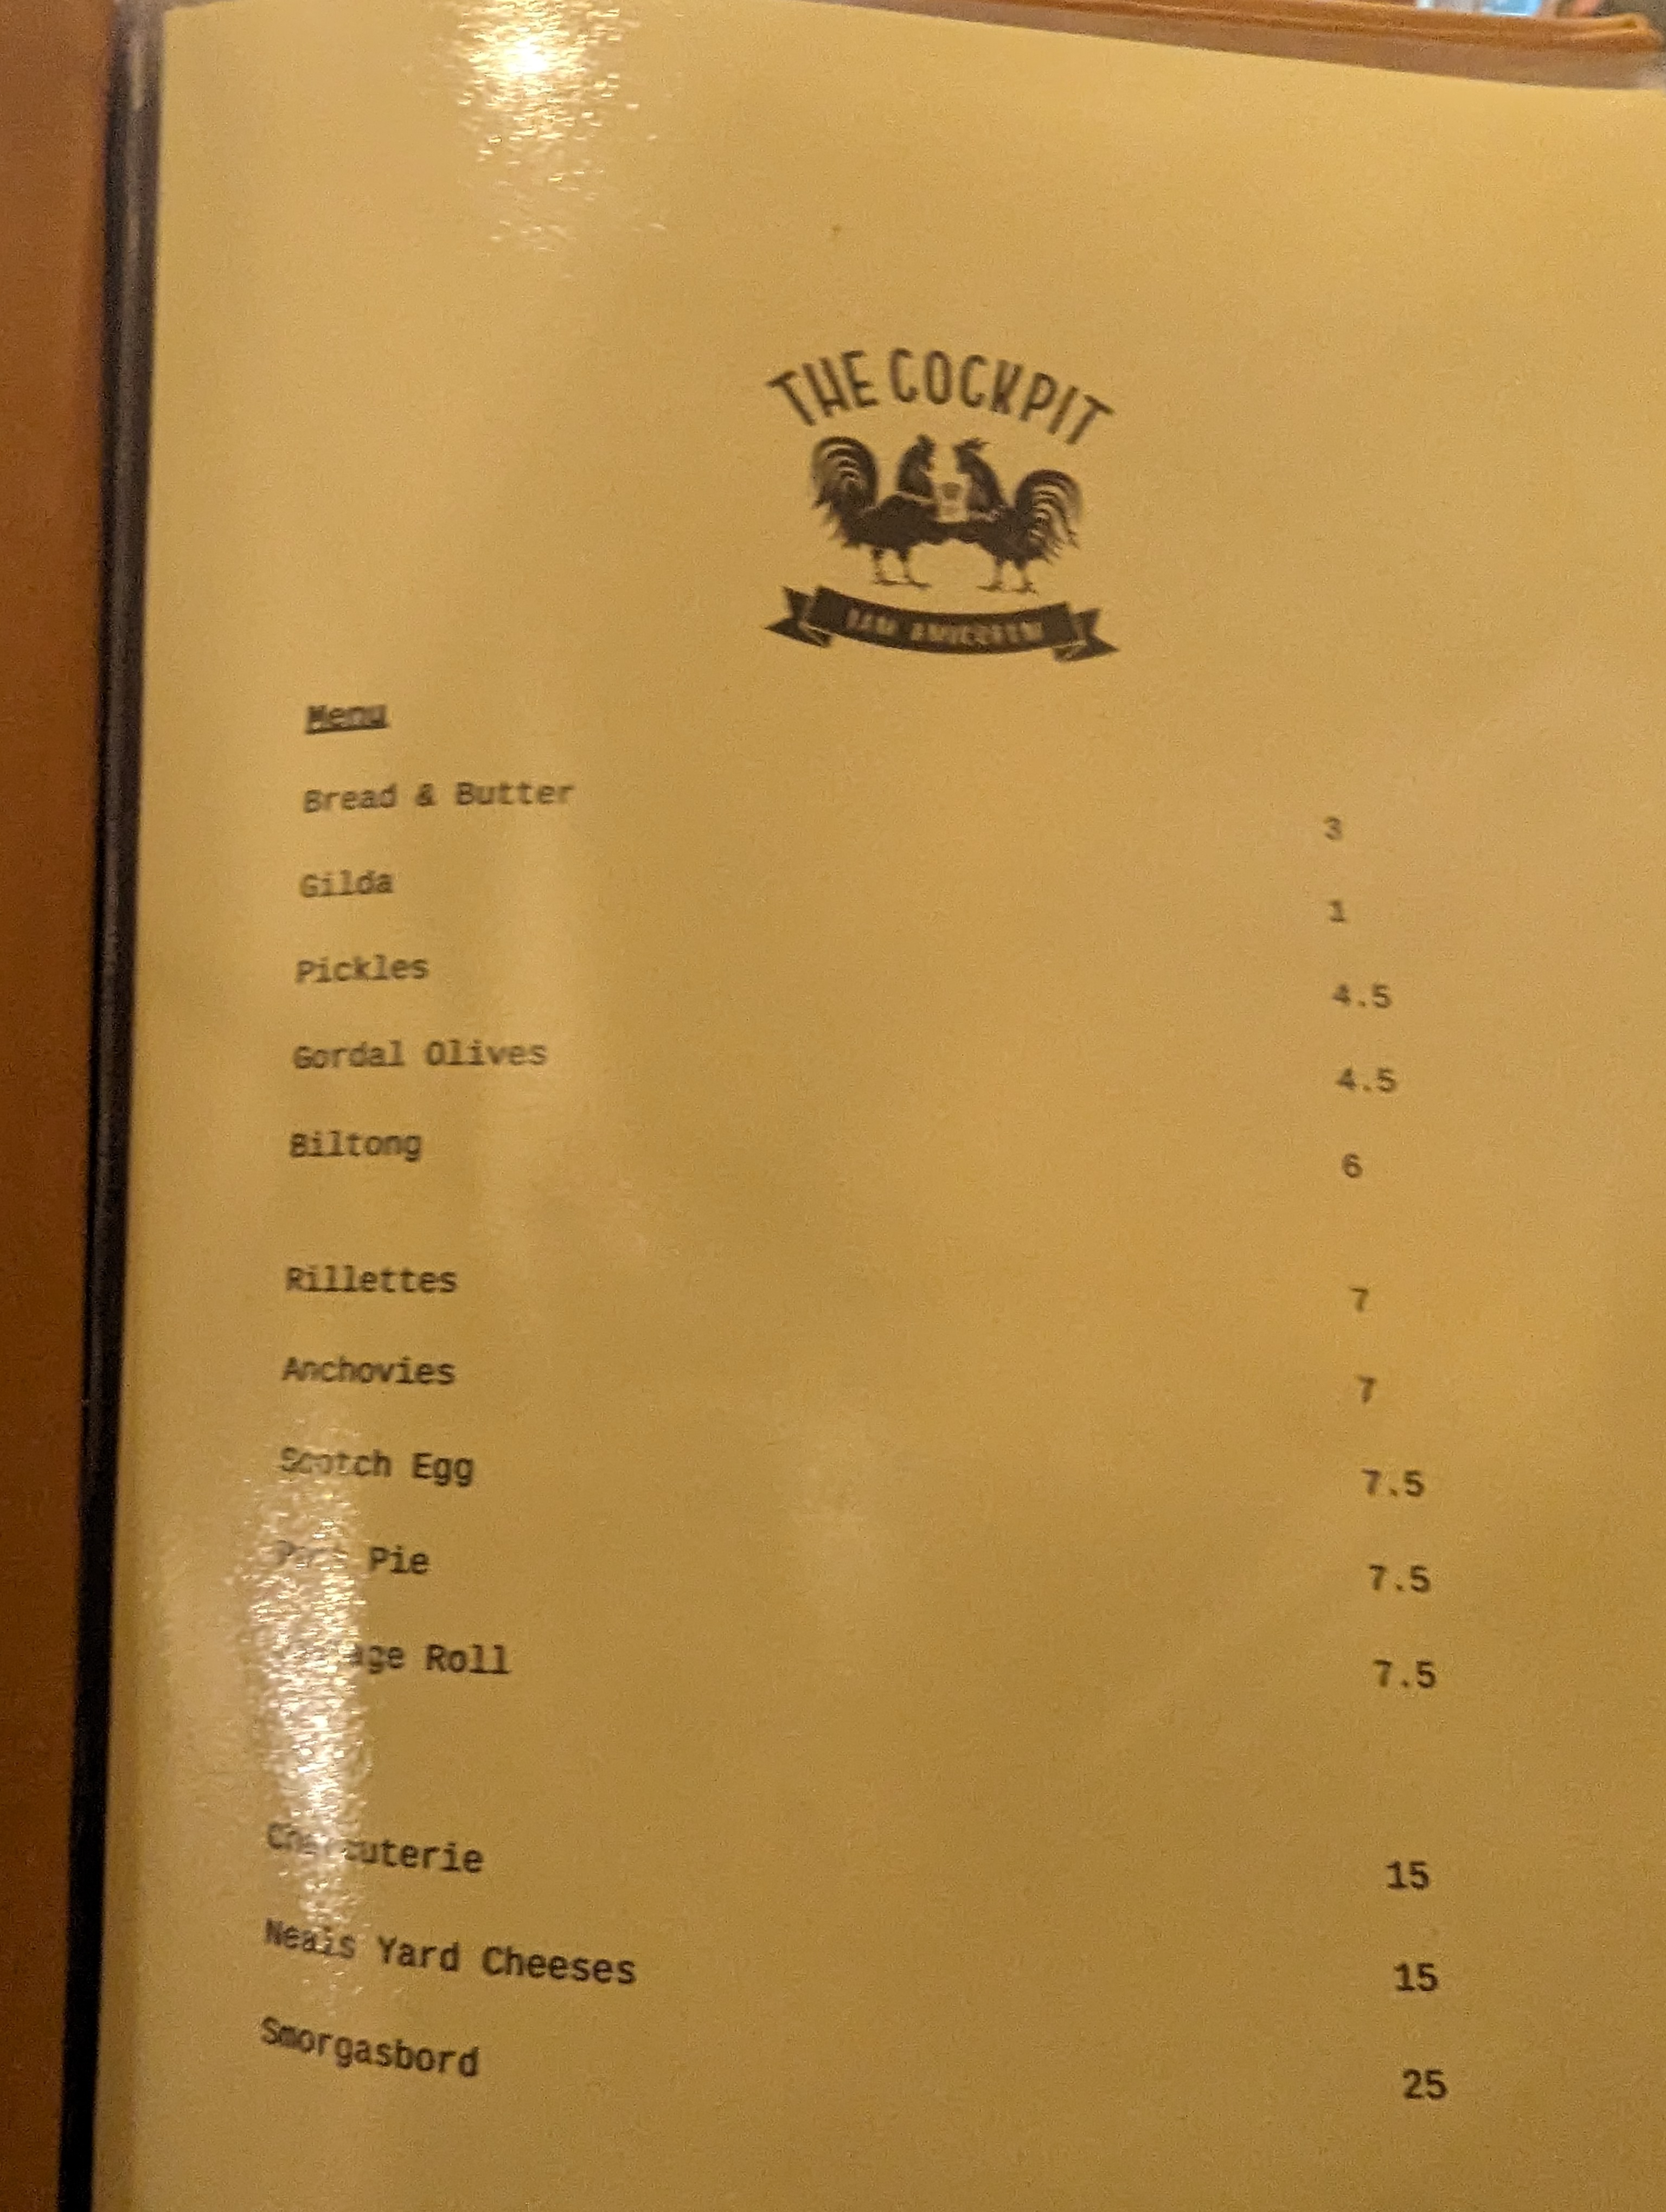 THE COCKPIT
Menu
Bread & Butter 3
Gilda 1
Pickles 4.5
Gordal Olives 4.5
Biltong 6
Rillettes 7
Anchovies 7
Scotch Egg 7.5
Pork Pie 7.5
Roll 7.5
Charcuterie 15
Neals Yard Cheeses 15
Smorgasbord 25